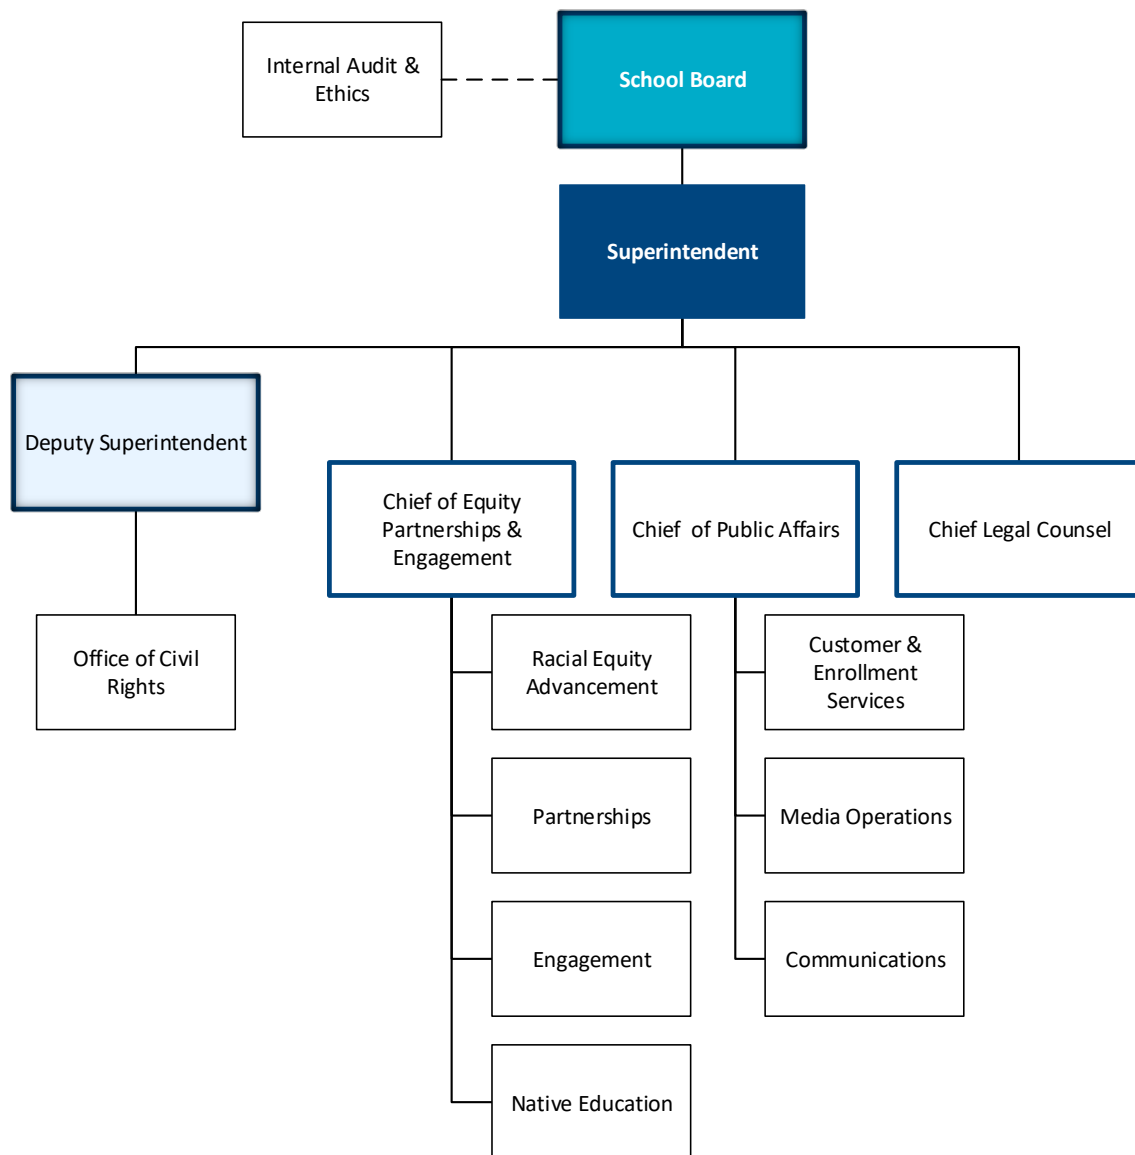 Internal Audit &
Ethics
School Board
Superintendent
Deputy Superintendent
Chief of Equity
Partnerships &
Engagement
Chief  of Public Affairs
Chief Legal Counsel
Office of Civil
Rights
Racial Equity
Advancement
Customer &
Enrollment
Services
Partnerships
Media Operations
Engagement
Communications
Native Education